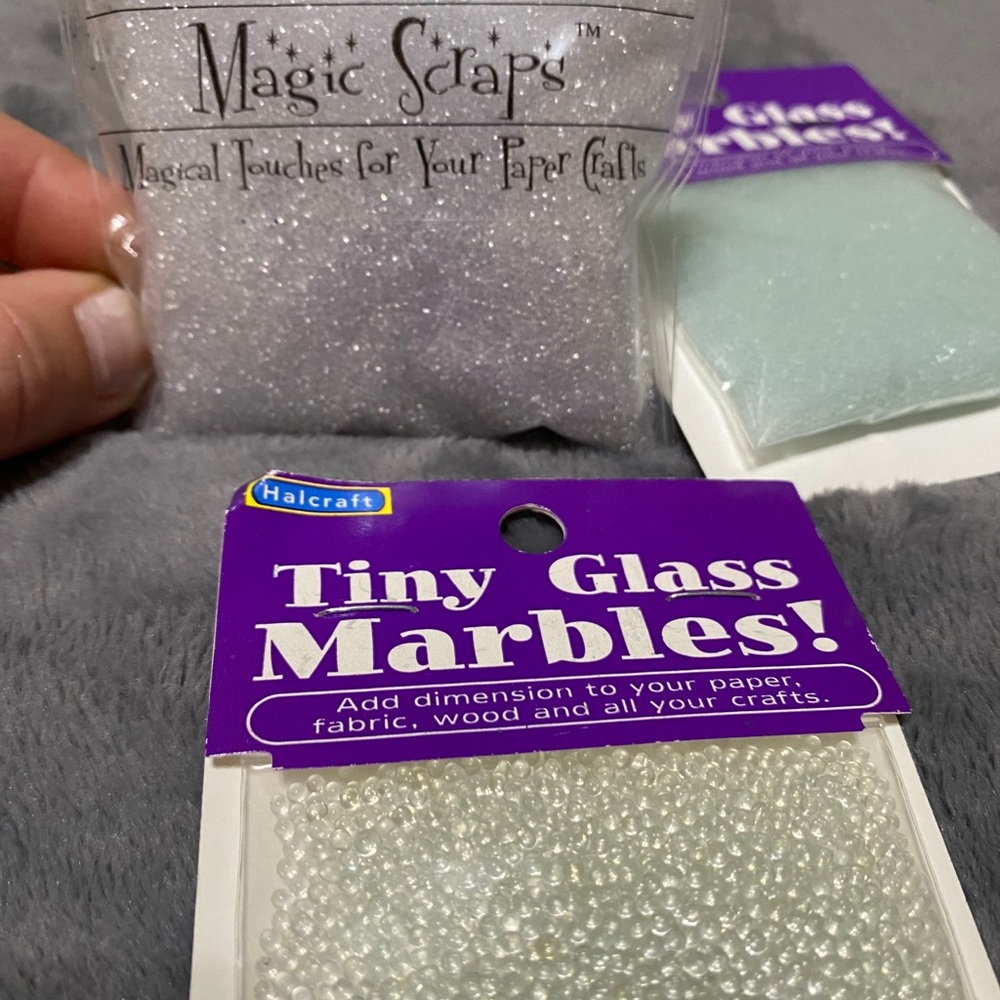 Magic Scraps™
Magical Touches for Your Paper Crafts
Glass
Halcraft
Tiny Glass
Marbles!
Add dimension to your paper,
fabric, wood and all your crafts.